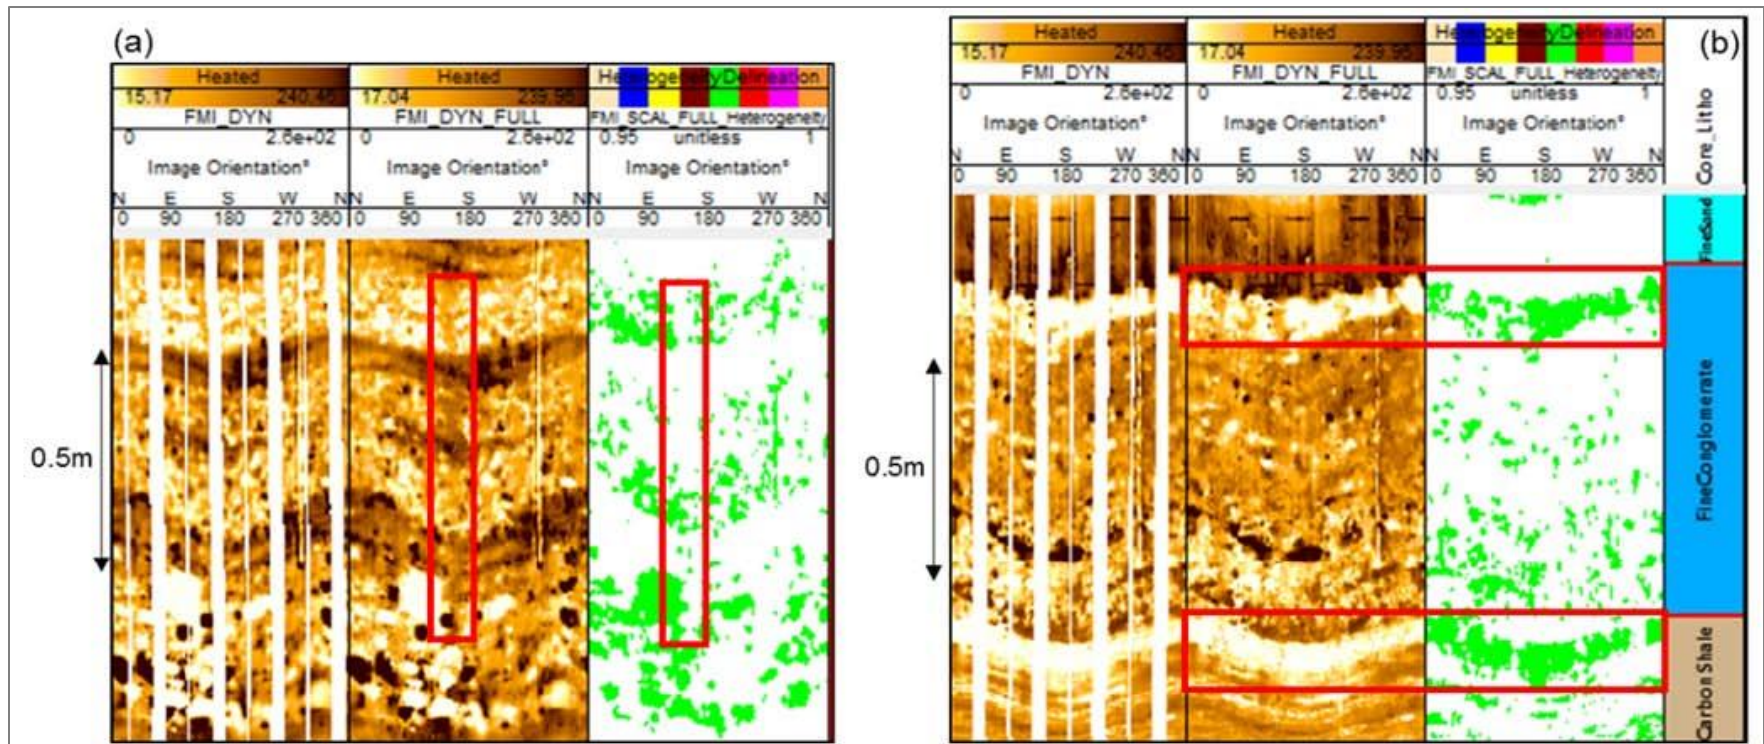 (a)
Heated Heated HeterogeneityDelineation
15.17 240.46 17.04 239.95
FMI_DYN FMI_DYN_FULL FMI_SCAL_FULL_Heterogeneity
0 2.6e+02 0 2.6e+02 0.95 unitless 1
Image Orientation° Image Orientation° Image Orientation°
N E S W N N E S W N N E S W N
0 90 180 270 360 0 90 180 270 360 0 90 180 270 360
0.5m
(b)
Heated Heated HeterogeneityDelineation
15.17 240.46 17.04 239.95
FMI_DYN FMI_DYN_FULL FMI_SCAL_FULL_Heterogeneity
0 2.6e+02 0 2.6e+02 0.95 unitless 1
Image Orientation° Image Orientation° Image Orientation°
N E S W N N E S W N N E S W N
0 90 180 270 360 0 90 180 270 360 0 90 180 270 360
Core_Litho
0.5m
FineSand
FineConglomerate
Carbon Shale